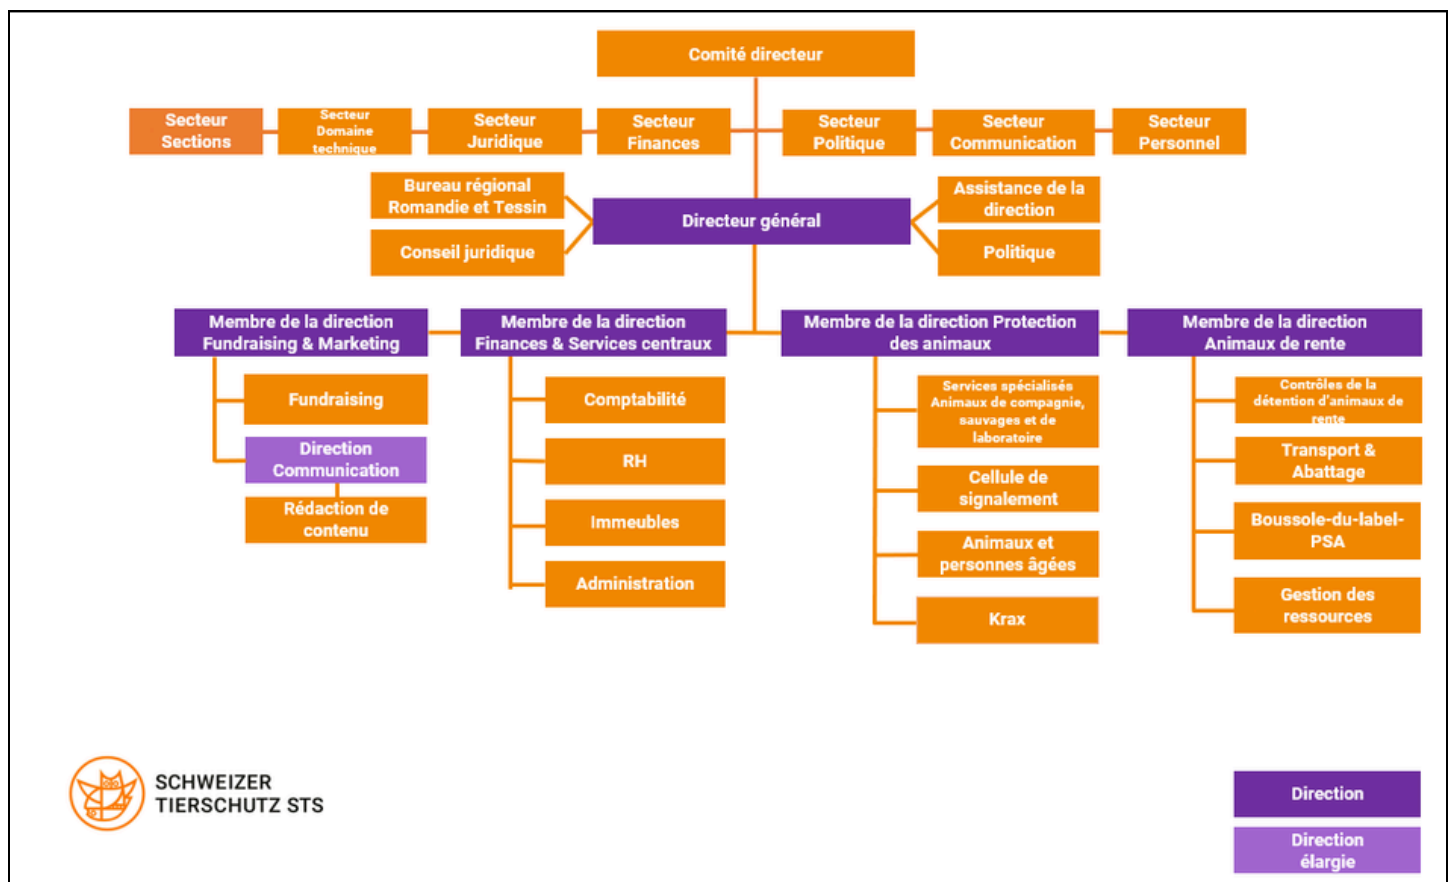 Comité directeur
Secteur
Sections
Secteur
Domaine
technique
Secteur
Juridique
Secteur
Finances
Secteur
Politique
Secteur
Communication
Secteur
Personnel
Bureau régional
Romandie et Tessin
Conseil juridique
Directeur général
Assistance de la
direction
Politique
Membre de la direction
Fundraising & Marketing
Membre de la direction
Finances & Services centraux
Membre de la direction Protection
des animaux
Membre de la direction
Animaux de rente
Fundraising
Direction
Communication
Rédaction de
contenu
Comptabilité
RH
Immeubles
Administration
Services spécialisés
Animaux de compagnie,
sauvages et de
laboratoire
Cellule de
signalement
Animaux et
personnes âgées
Krax
Contrôles de la
détention d'animaux de
rente
Transport &
Abattage
Boussole-du-label-
PSA
Gestion des
ressources
SCHWEIZER
TIERSCHUTZ STS
Direction
Direction
élargie